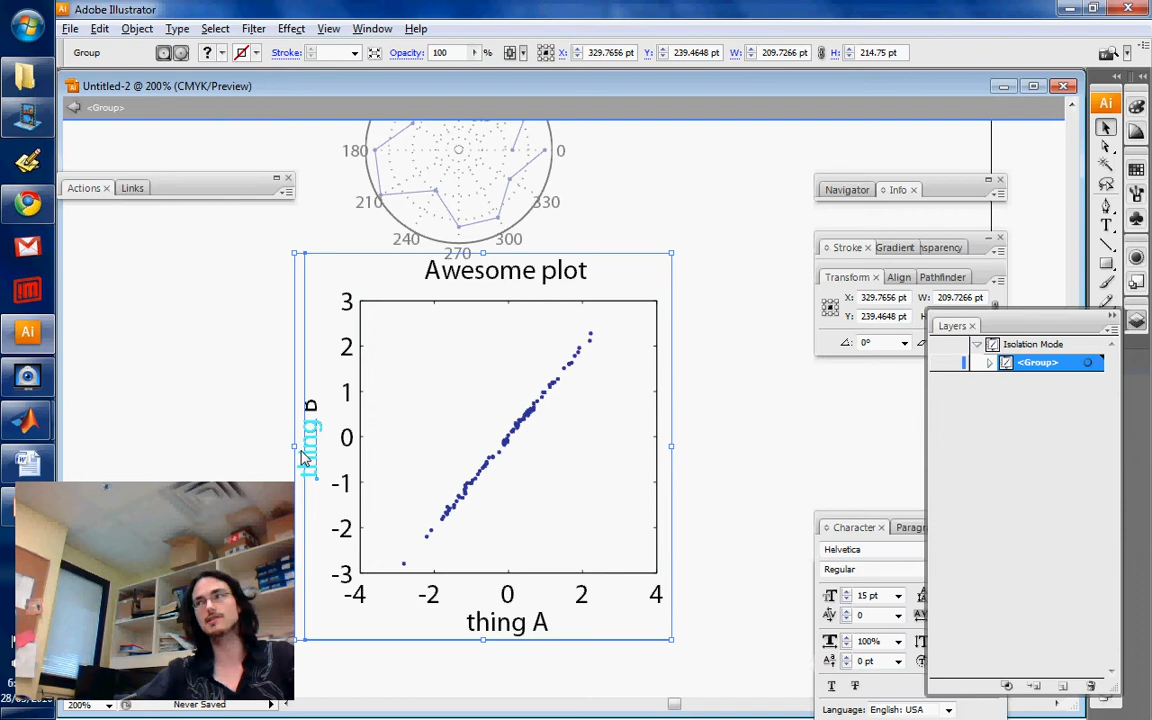 Adobe Illustrator
File Edit Object Type Select Filter Effect View Window Help
Group Stroke: Opacity: 100 % X: 329.7656 pt Y: 239.4648 pt W: 209.7266 pt H: 214.75 pt
Untitled-2 @ 200% (CMYK/Preview)
<Group>
180 0
Actions Links
210 330
240 300
270
Navigator Info
Stroke Gradient nsparency
Transform Align Pathfinder
X: 329.7656 pt W: 209.7266 pt
Y: 239.4648 pt
0°
Layers
Isolation Mode
<Group>
Awesome plot
3
2
1
0
-1
-2
-3
-4 -2 0 2 4
thing A
thing B
Character Paragr
Helvetica
Regular
15 pt
0
100%
0 pt
T T
Language: English: USA
200% Never Saved